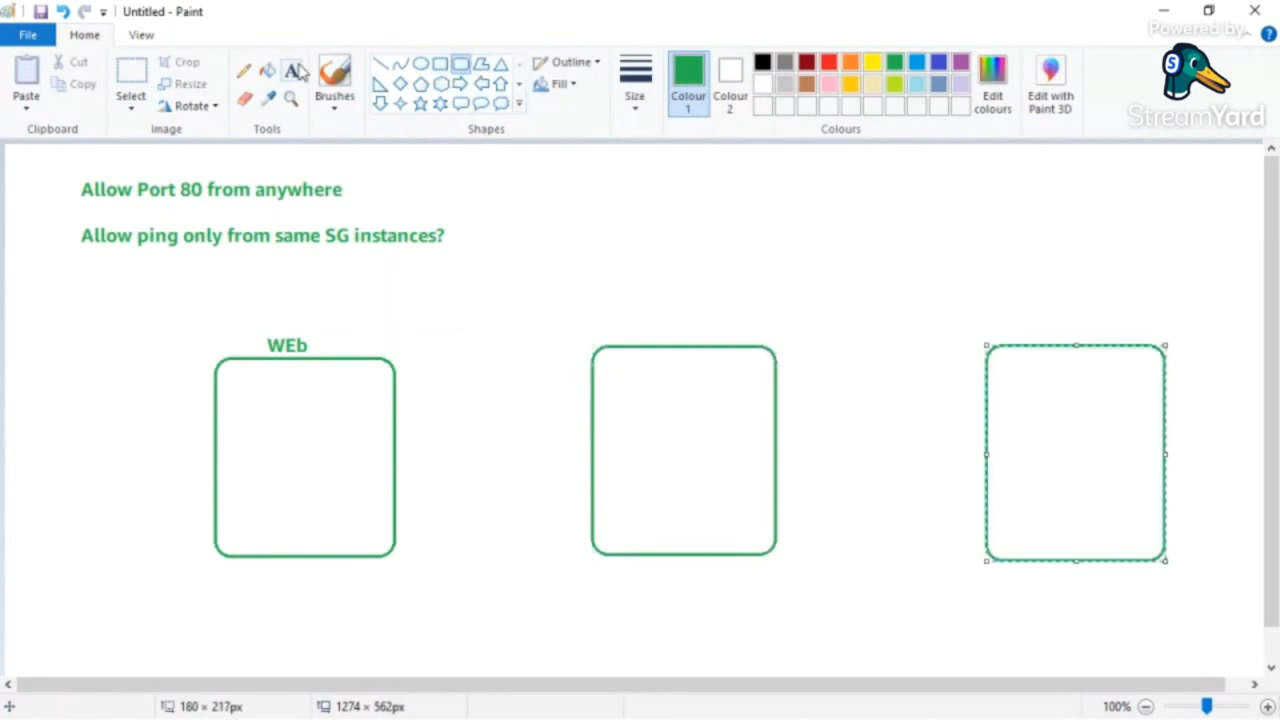 Untitled - Paint
File Home View
Powered by
Paste
Cut
Copy
Clipboard
Select
Crop
Resize
Rotate
Image
Tools
Brushes
Outline
Fill
Shapes
Size
Colour 1
Colour 2
Edit colours
Edit with Paint 3D
Colours
StreamYard
Allow Port 80 from anywhere
Allow ping only from same SG instances?
WEb
180 × 217px
1274 × 562px
100%